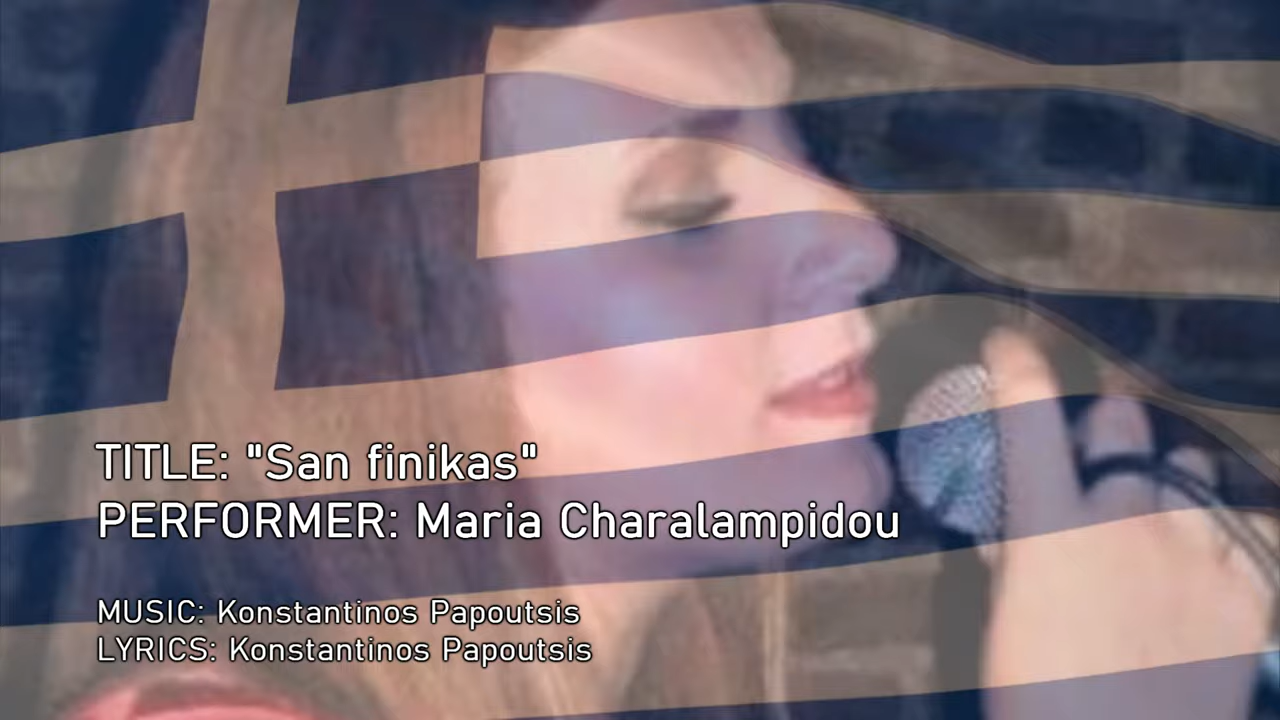 TITLE: "San finikas"
PERFORMER: Maria Charalampidou
MUSIC: Konstantinos Papoutsis
LYRICS: Konstantinos Papoutsis